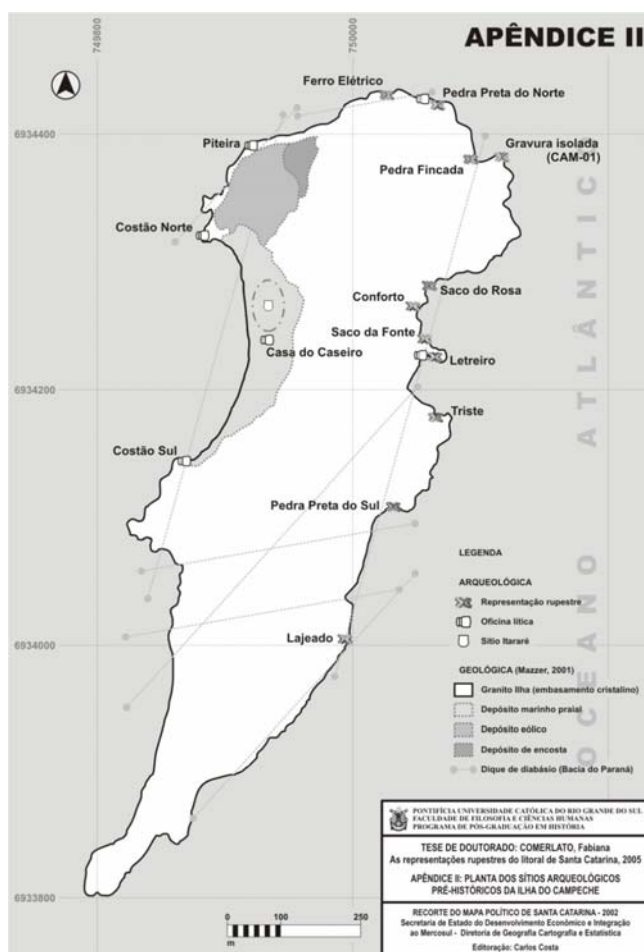 749800
750000
APÊNDICE II
Ferro Elétrico
Pedra Preta do Norte
6934400
Piteira
Gravura isolada
(CAM-01)
Pedra Fincada
Costão Norte
Saco do Rosa
Conforto
Saco da Fonte
Casa do Caseiro
Letreiro
6934200
Triste
Costão Sul
Pedra Preta do Sul
OCEANO ATLÂNTICO
LEGENDA
ARQUEOLÓGICA
Representação rupestre
Oficina lítica
Sítio Itararé
6934000
Lajeado
GEOLÓGICA (Mazzer, 2001)
Granito Ilha (embasamento cristalino)
Depósito marinho praial
Depósito eólico
Depósito de encosta
Dique de diabásio (Bacia do Paraná)
PONTIFÍCIA UNIVERSIDADE CATÓLICA DO RIO GRANDE DO SUL
FACULDADE DE FILOSOFIA E CIÊNCIAS HUMANAS
PROGRAMA DE PÓS-GRADUAÇÃO EM HISTÓRIA
TESE DE DOUTORADO: COMERLATO, Fabiana
As representações rupestres do litoral de Santa Catarina, 2005
APÊNDICE II: PLANTA DOS SÍTIOS ARQUEOLÓGICOS
PRÉ-HISTÓRICOS DA ILHA DO CAMPECHE
6933800
0 100 250
m
RECORTE DO MAPA POLÍTICO DE SANTA CATARINA - 2002
Secretaria de Estado do Desenvolvimento Econômico e Integração
ao Mercosul - Diretoria de Geografia Cartografia e Estatística
Editoração: Carlos Costa